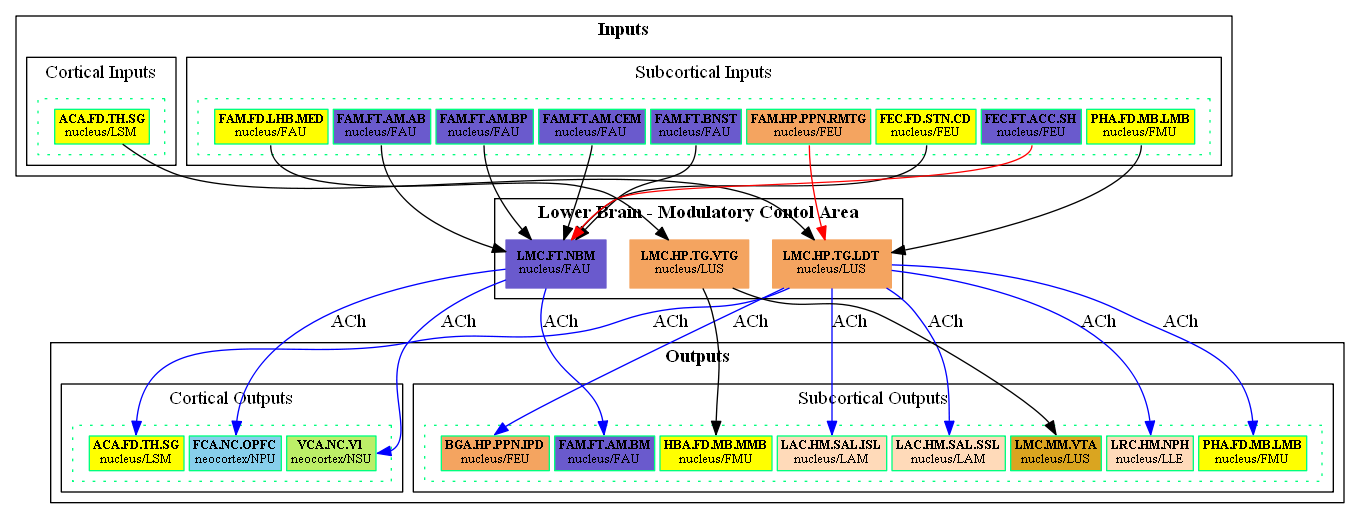 Inputs
Cortical Inputs
Subcortical Inputs
ACA.FD.TH.SG
nucleus/LSM
FAM.FD.LHB.MED
nucleus/FAU
FAM.FT.AM.AB
nucleus/FAU
FAM.FT.AM.BP
nucleus/FAU
FAM.FT.AM.CEM
nucleus/FAU
FAM.FT.BNST
nucleus/FAU
FAM.HP.PPN.RMTG
nucleus/FEU
FEC.FD.STN.CD
nucleus/FEU
FEC.FT.ACC.SH
nucleus/FEU
PHA.FD.MB.LMB
nucleus/FMU
Lower Brain - Modulatory Contol Area
LMC.FT.NBM
nucleus/FAU
LMC.HP.TG.VTG
nucleus/LUS
LMC.HP.TG.LDT
nucleus/LUS
ACh
ACh
ACh
ACh
ACh
ACh
ACh
ACh
ACh
Outputs
Cortical Outputs
Subcortical Outputs
ACA.FD.TH.SG
nucleus/LSM
FCA.NC.OPFC
neocortex/NPU
VCA.NC.V1
neocortex/NSU
BGA.HP.PPN.IPD
nucleus/FEU
FAM.FT.AM.BM
nucleus/FAU
HBA.FD.MB.MMB
nucleus/FMU
LAC.HM.SAL.ISL
nucleus/LAM
LAC.HM.SAL.SSL
nucleus/LAM
LMC.MM.VTA
nucleus/LUS
LRC.HM.NPH
nucleus/LLE
PHA.FD.MB.LMB
nucleus/FMU